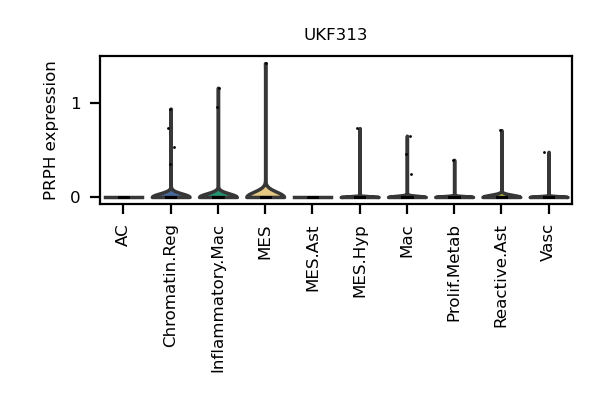 UKF313
PRPH expression
1
0
AC
Chromatin.Reg
Inflammatory.Mac
MES
MES.Ast
MES.Hyp
Mac
Prolif.Metab
Reactive.Ast
Vasc